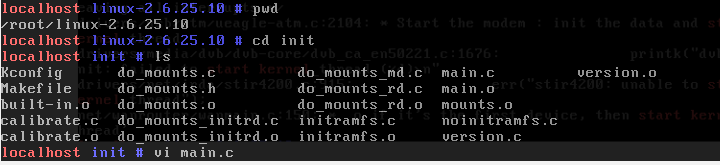 localhost linux-2.6.25.10 # pwd
/root/linux-2.6.25.10
localhost linux-2.6.25.10 # cd init
localhost init # ls
Kconfig do_mounts.c do_mounts_md.c main.c version.o
Makefile do_mounts.h do_mounts_rd.c main.o
built-in.o do_mounts.o do_mounts_rd.o mounts.o
calibrate.c do_mounts_initrd.c initramfs.c noinitramfs.c
calibrate.o do_mounts_initrd.o initramfs.o version.c
localhost init # vi main.c